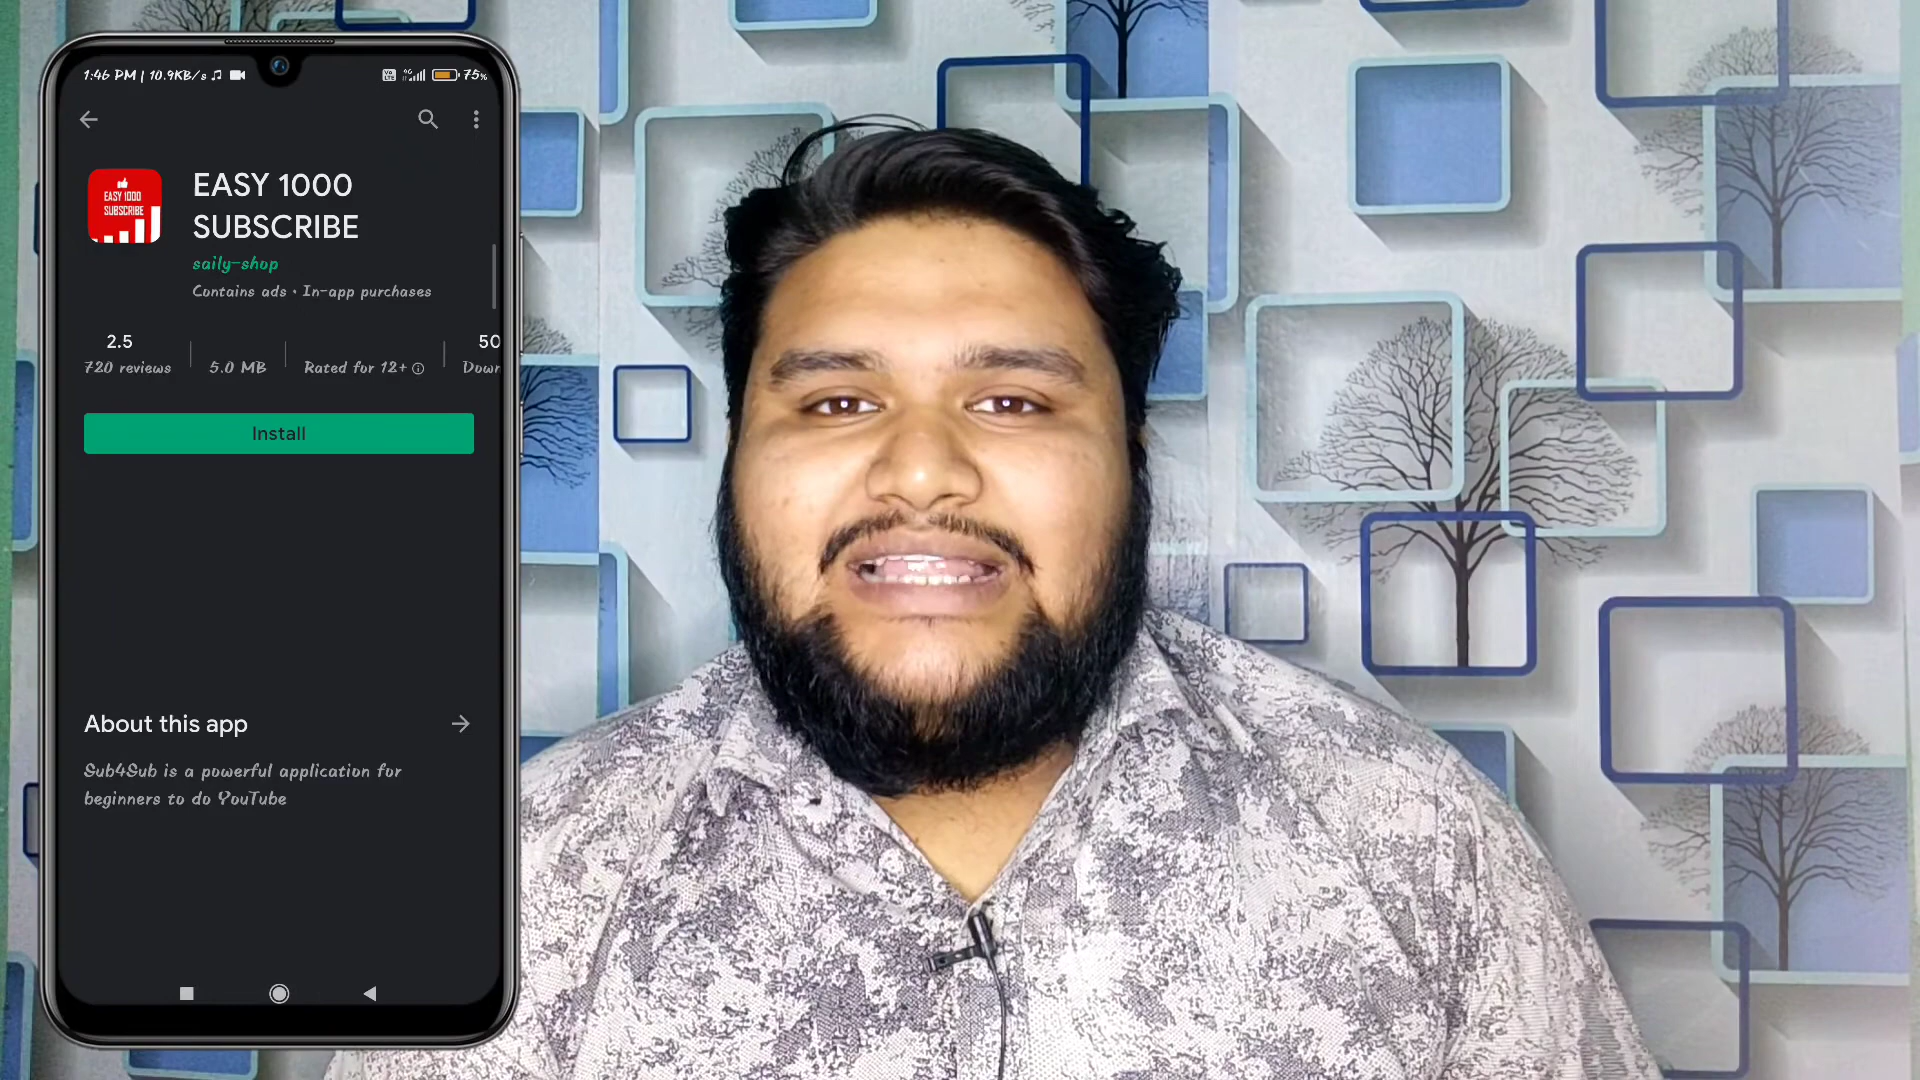 1:46 PM | 10.9KB/s
75%
EASY 1000
SUBSCRIBE
EASY 1000
SUBSCRIBE
saily-shop
Contains ads • In-app purchases
2.5
720 reviews
5.0 MB
Rated for 12+
50
Down
Install
About this app
Sub4Sub is a powerful application for
beginners to do YouTube